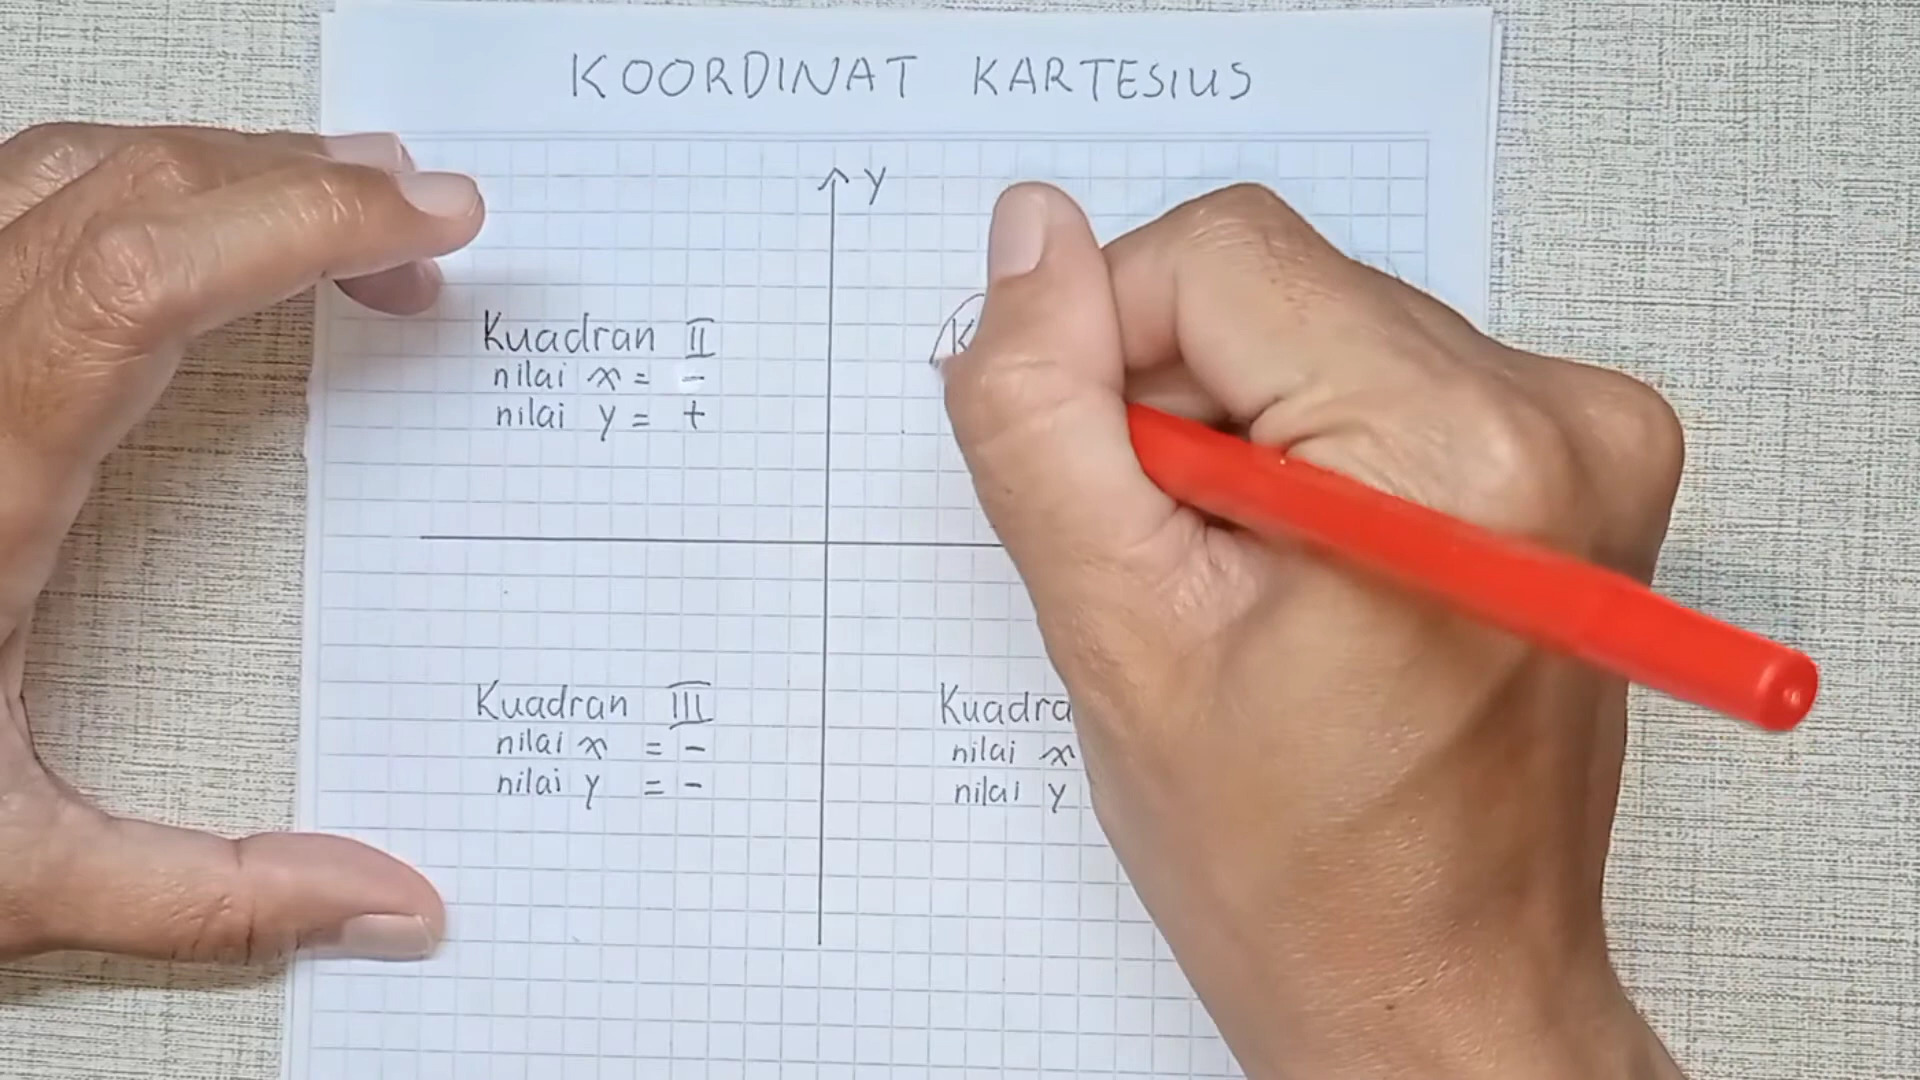 KOORDINAT KARTESIUS
Y
Kuadran II
nilai x = -
nilai y = +
Kuadran III
nilai x = -
nilai y = -
nilai x
nilai y